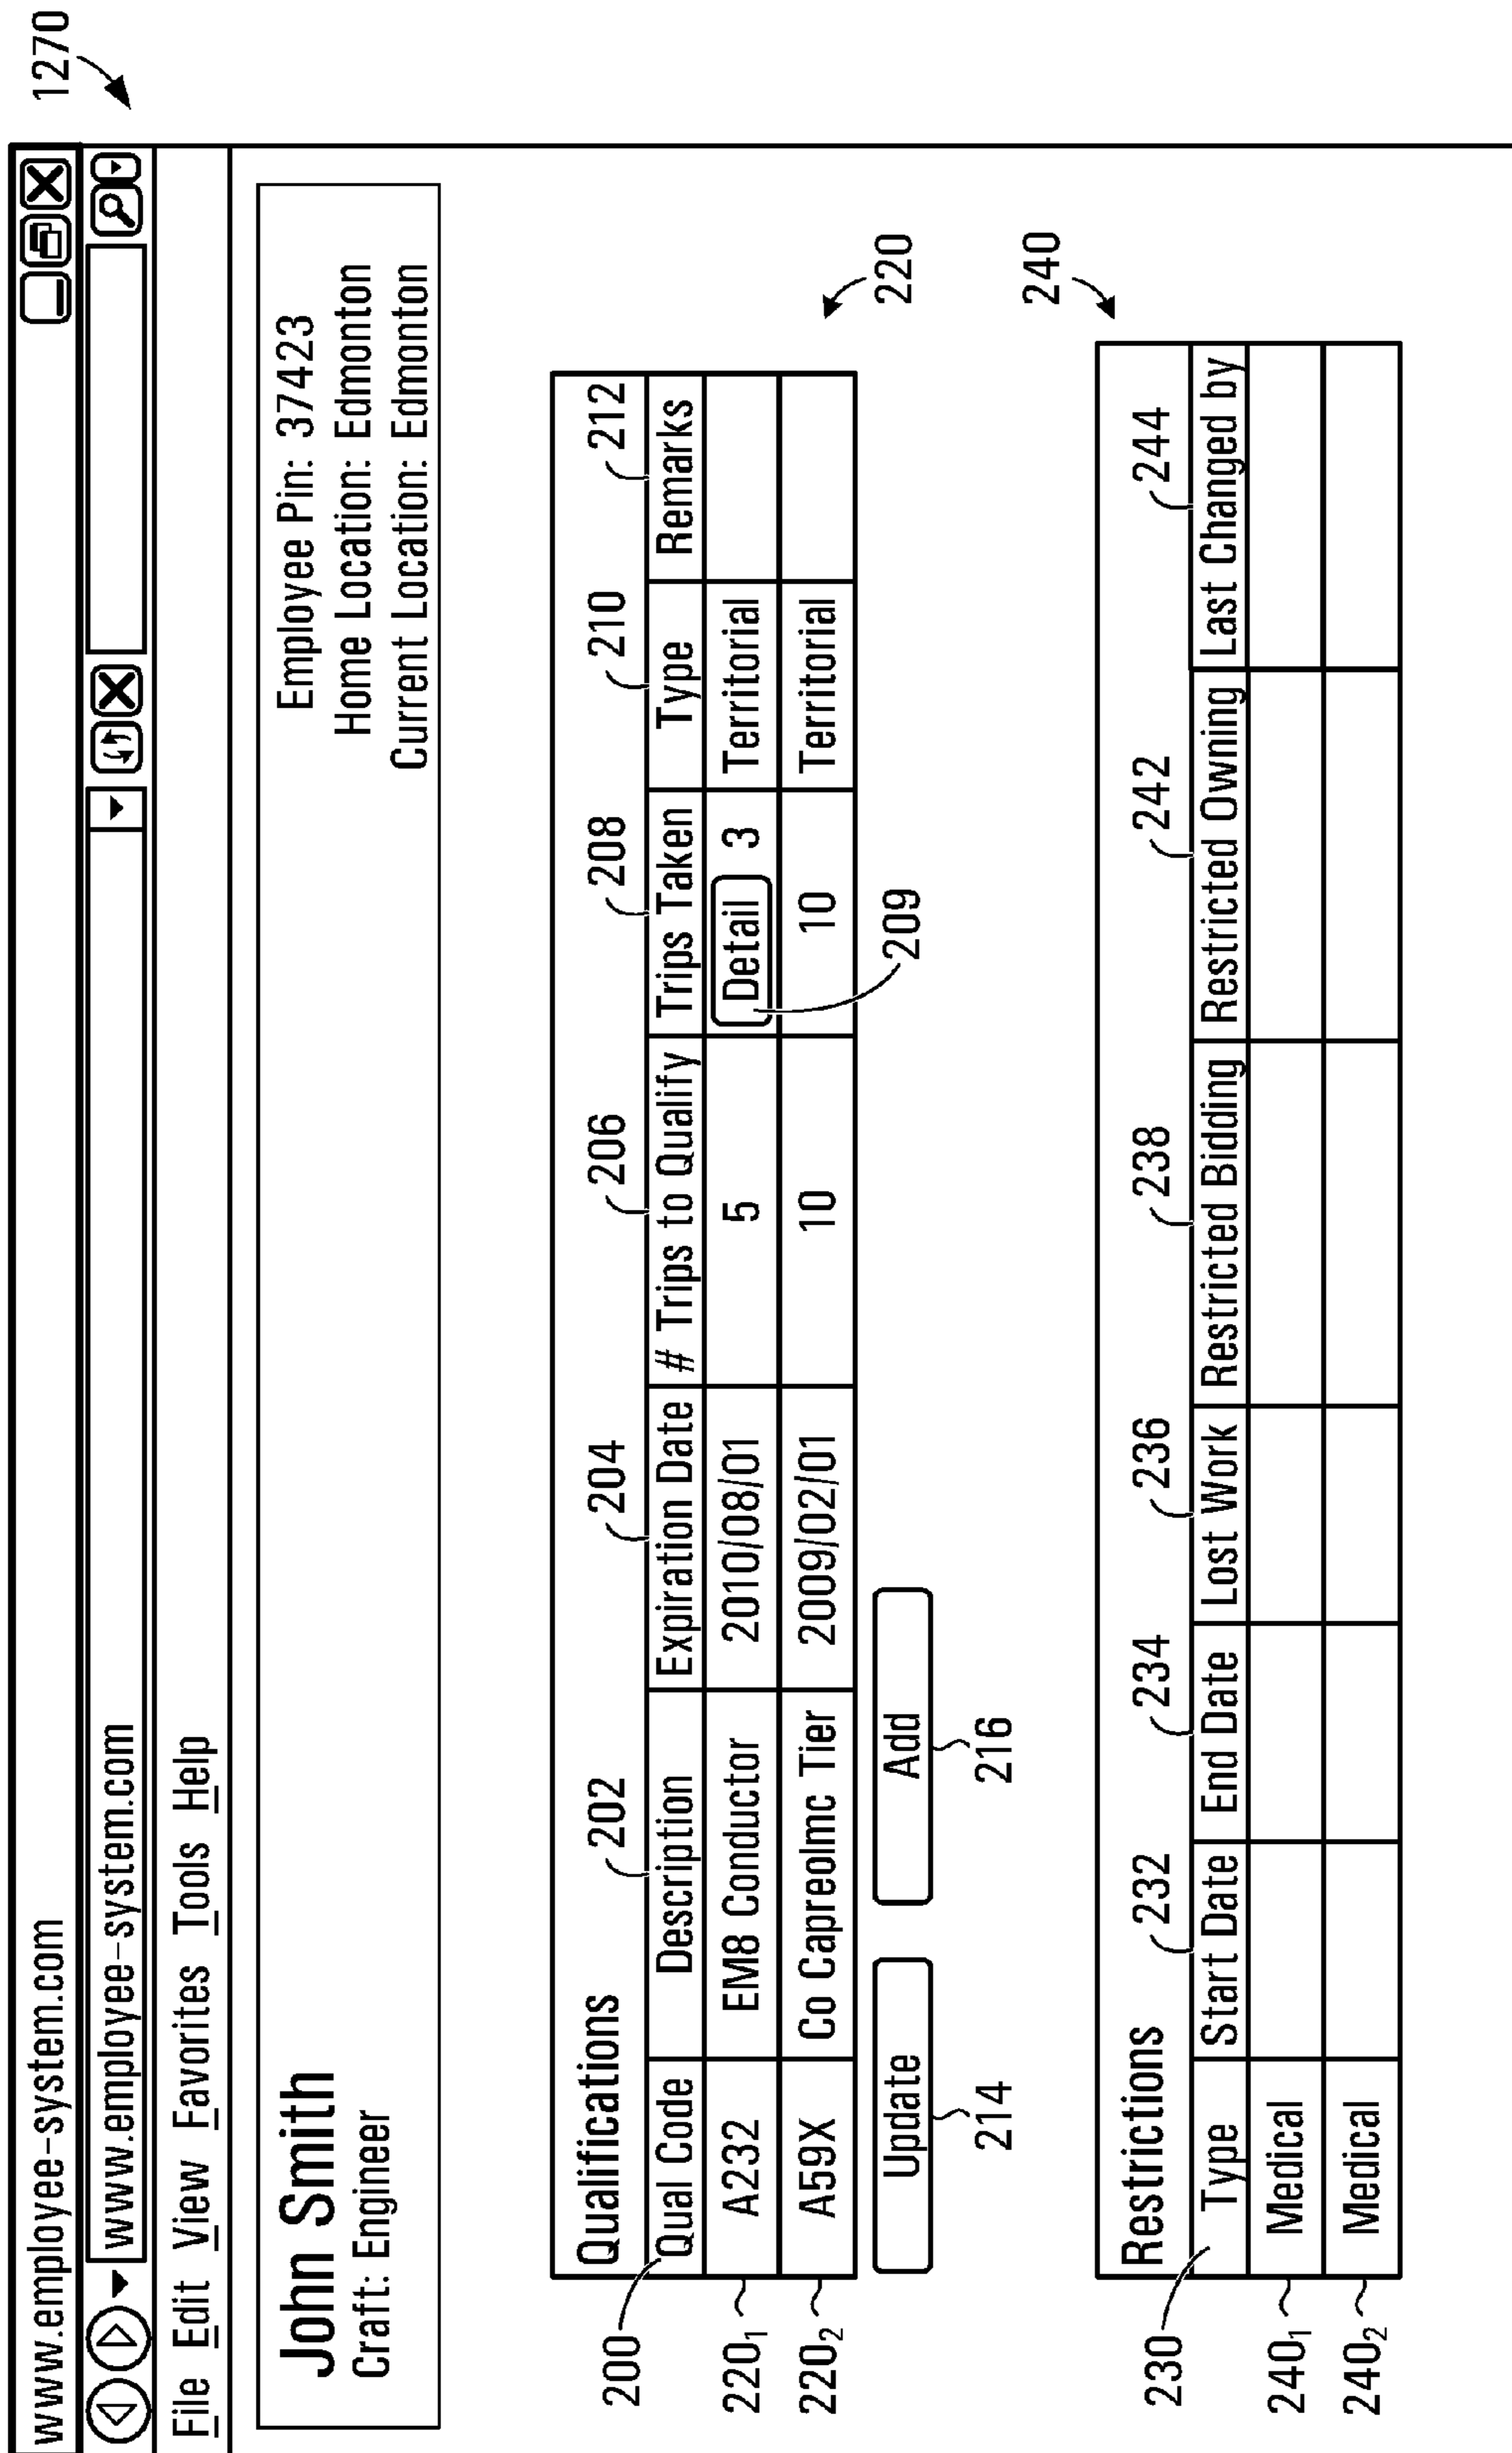 1270
www.employee-system.com
www.employee-system.com
File Edit View Favorites Tools Help
John Smith
Craft: Engineer
Employee Pin: 37423
Home Location: Edmonton
Current Location: Edmonton
Qualifications
202 204 206 208 210 212
200 Qual Code Description Expiration Date # Trips to Qualify Trips Taken Type Remarks
220₁ A232 EM8 Conductor 2010/08/01 5 Detail 3 Territorial
220₂ A59X Co Capreolmc Tier 2009/02/01 10 10 Territorial
220
Update Add 209
214 216
240
Restrictions
232 234 236 238 242 244
230 Type Start Date End Date Lost Work Restricted Bidding Restricted Owning Last Changed by
240₁ Medical
240₂ Medical